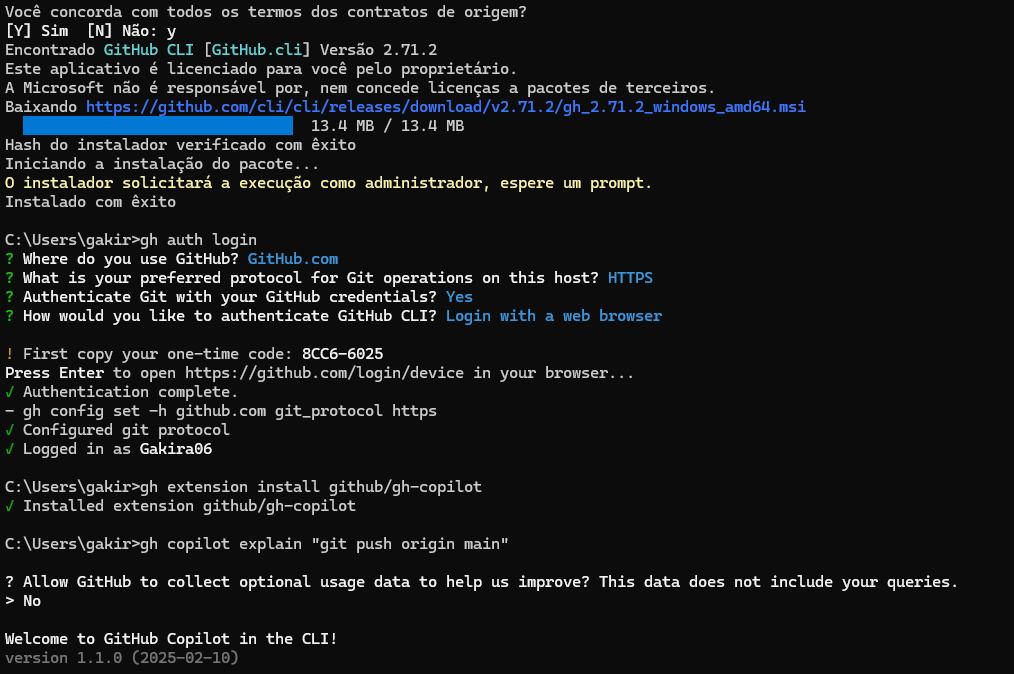 Você concorda com todos os termos dos contratos de origem?
[Y] Sim  [N] Não: y
Encontrado GitHub CLI [GitHub.cli] Versão 2.71.2
Este aplicativo é licenciado para você pelo proprietário.
A Microsoft não é responsável por, nem concede licenças a pacotes de terceiros.
Baixando https://github.com/cli/cli/releases/download/v2.71.2/gh_2.71.2_windows_amd64.msi
13.4 MB / 13.4 MB
Hash do instalador verificado com êxito
Iniciando a instalação do pacote...
O instalador solicitará a execução como administrador, espere um prompt.
Instalado com êxito
C:\Users\gakir>gh auth login
? Where do you use GitHub? GitHub.com
? What is your preferred protocol for Git operations on this host? HTTPS
? Authenticate Git with your GitHub credentials? Yes
? How would you like to authenticate GitHub CLI? Login with a web browser
! First copy your one-time code: 8CC6-6025
Press Enter to open https://github.com/login/device in your browser...
✓ Authentication complete.
- gh config set -h github.com git_protocol https
✓ Configured git protocol
✓ Logged in as Gakira06
C:\Users\gakir>gh extension install github/gh-copilot
✓ Installed extension github/gh-copilot
C:\Users\gakir>gh copilot explain "git push origin main"
? Allow GitHub to collect optional usage data to help us improve? This data does not include your queries.
> No
Welcome to GitHub Copilot in the CLI!
version 1.1.0 (2025-02-10)